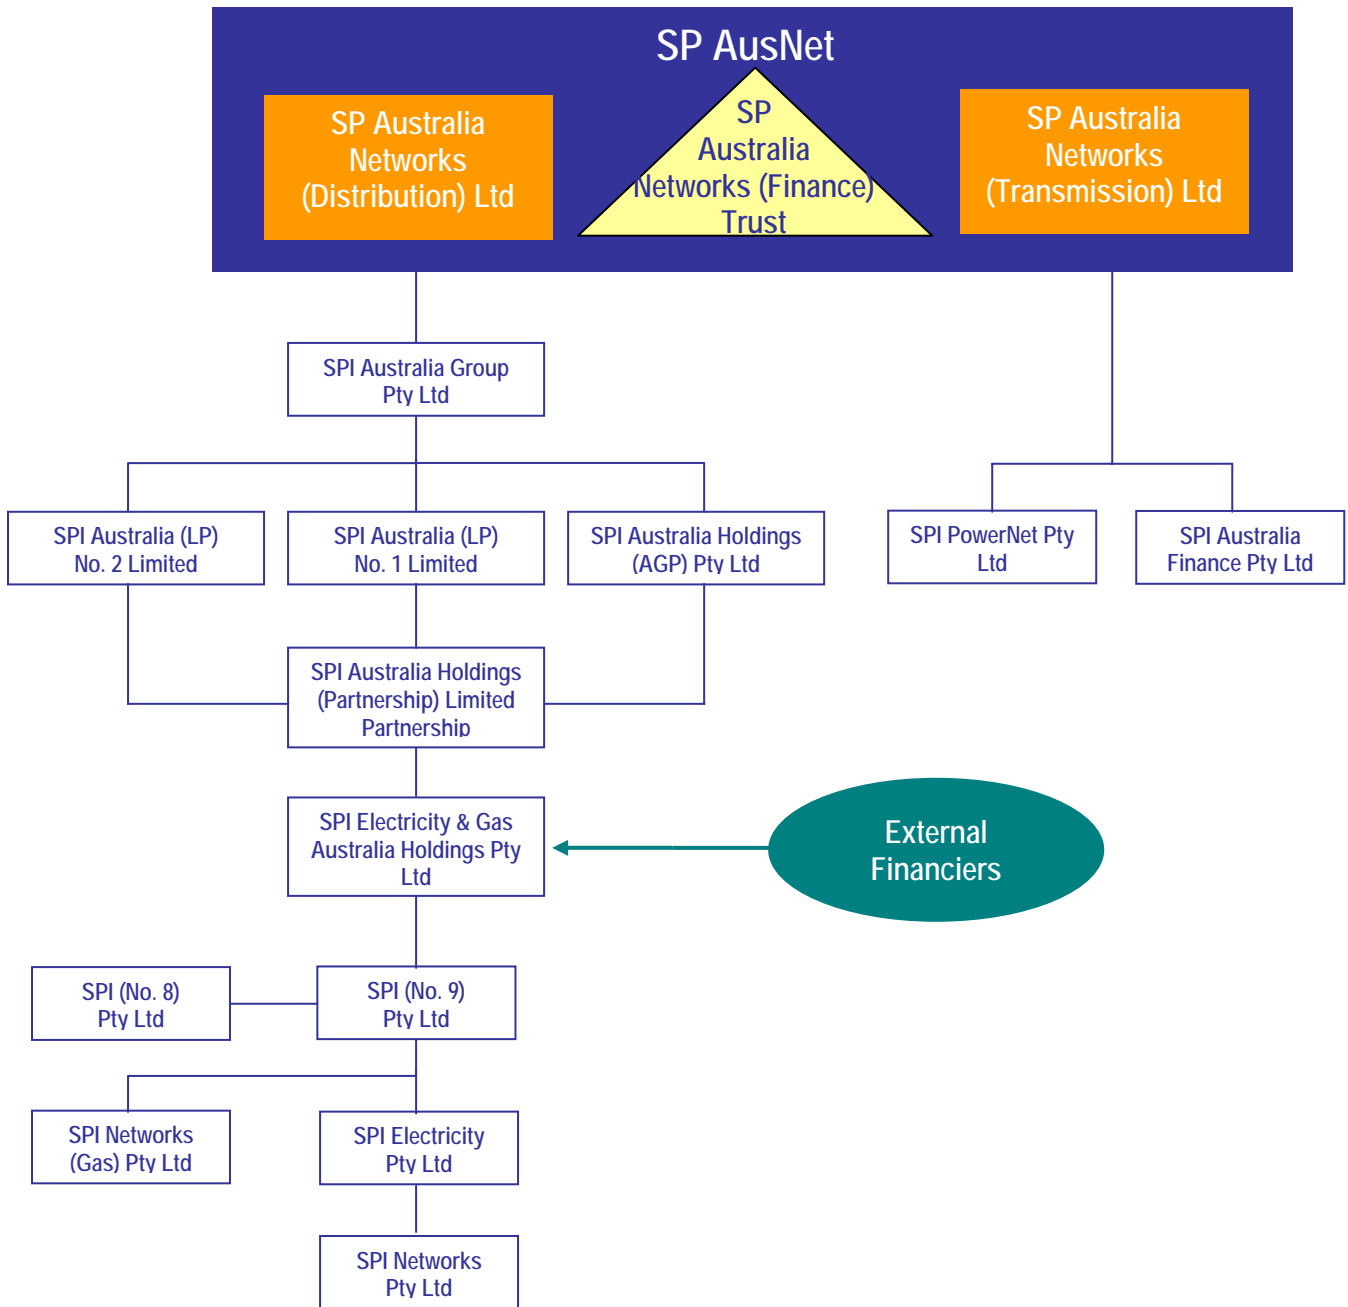 SP AusNet
SP Australia
Networks
(Distribution) Ltd
SP
Australia
Networks (Finance)
Trust
SP Australia
Networks
(Transmission) Ltd
SPI Australia Group
Pty Ltd
SPI Australia (LP)
No. 2 Limited
SPI Australia (LP)
No. 1 Limited
SPI Australia Holdings
(AGP) Pty Ltd
SPI PowerNet Pty
Ltd
SPI Australia
Finance Pty Ltd
SPI Australia Holdings
(Partnership) Limited
Partnership
SPI Electricity & Gas
Australia Holdings Pty
Ltd
External
Financiers
SPI (No. 8)
Pty Ltd
SPI (No. 9)
Pty Ltd
SPI Networks
(Gas) Pty Ltd
SPI Electricity
Pty Ltd
SPI Networks
Pty Ltd